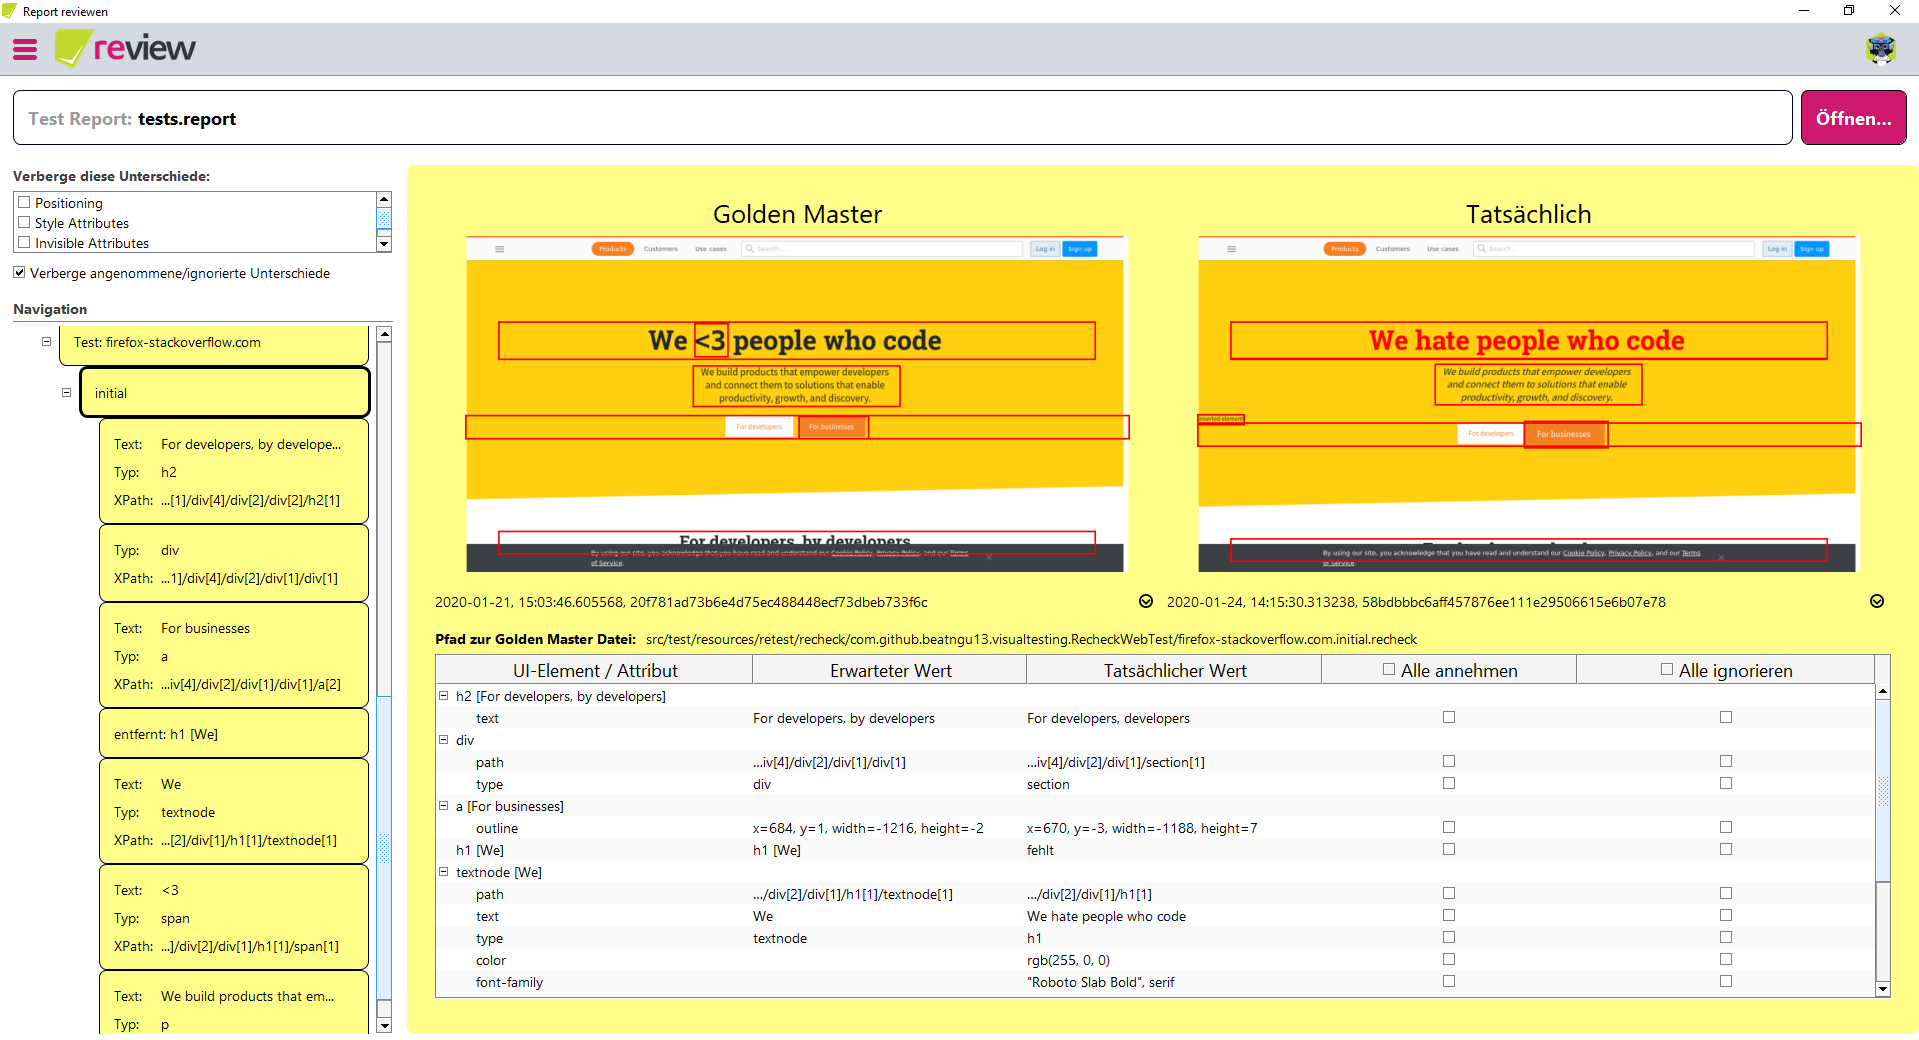 Report reviewen
review
Test Report: tests.report
Öffnen...
Verberge diese Unterschiede:
Positioning
Style Attributes
Invisible Attributes
Verberge angenommene/ignorierte Unterschiede
Navigation
Test: firefox-stackoverflow.com
initial
Text: For developers, by develope...
Typ: h2
XPath: ...[1]/div[4]/div[2]/div[2]/h2[1]
Typ: div
XPath: ...1]/div[4]/div[2]/div[1]/div[1]
Text: For businesses
Typ: a
XPath: ...iv[4]/div[2]/div[1]/div[1]/a[2]
entfernt: h1 [We]
Text: We
Typ: textnode
XPath: ...[2]/div[1]/h1[1]/textnode[1]
Text: <3
Typ: span
XPath: ...]/div[2]/div[1]/h1[1]/span[1]
Text: We build products that em...
Typ: p
Golden Master
Products Customers Use cases Search... Log in Sign up
We <3 people who code
We build products that empower developers
and connect them to solutions that enable
productivity, growth, and discovery.
For developers For businesses
For developers, by developers
By using our site, you acknowledge that you have read and understand our Cookie Policy, Privacy Policy, and our Terms
of Service.
Tatsächlich
Products Customers Use cases Search... Log in Sign up
We hate people who code
We build products that empower developers
and connect them to solutions that enable
productivity, growth, and discovery.
inserted element
For developers For businesses
By using our site, you acknowledge that you have read and understand our Cookie Policy, Privacy Policy, and our Terms
of Service.
2020-01-21, 15:03:46.605568, 20f781ad73b6e4d75ec488448ecf73dbeb733f6c
2020-01-24, 14:15:30.313238, 58bdbbbc6aff457876ee111e29506615e6b07e78
Pfad zur Golden Master Datei: src/test/resources/retest/recheck/com.github.beatngu13.visualtesting.RecheckWebTest/firefox-stackoverflow.com.initial.recheck
UI-Element / Attribut Erwarteter Wert Tatsächlicher Wert Alle annehmen Alle ignorieren
h2 [For developers, by developers]
text For developers, by developers For developers, developers
div
path ...iv[4]/div[2]/div[1]/div[1] ...iv[4]/div[2]/div[1]/section[1]
type div section
a [For businesses]
outline x=684, y=1, width=-1216, height=-2 x=670, y=-3, width=-1188, height=7
h1 [We] h1 [We] fehlt
textnode [We]
path .../div[2]/div[1]/h1[1]/textnode[1] .../div[2]/div[1]/h1[1]
text We We hate people who code
type textnode h1
color rgb(255, 0, 0)
font-family "Roboto Slab Bold", serif